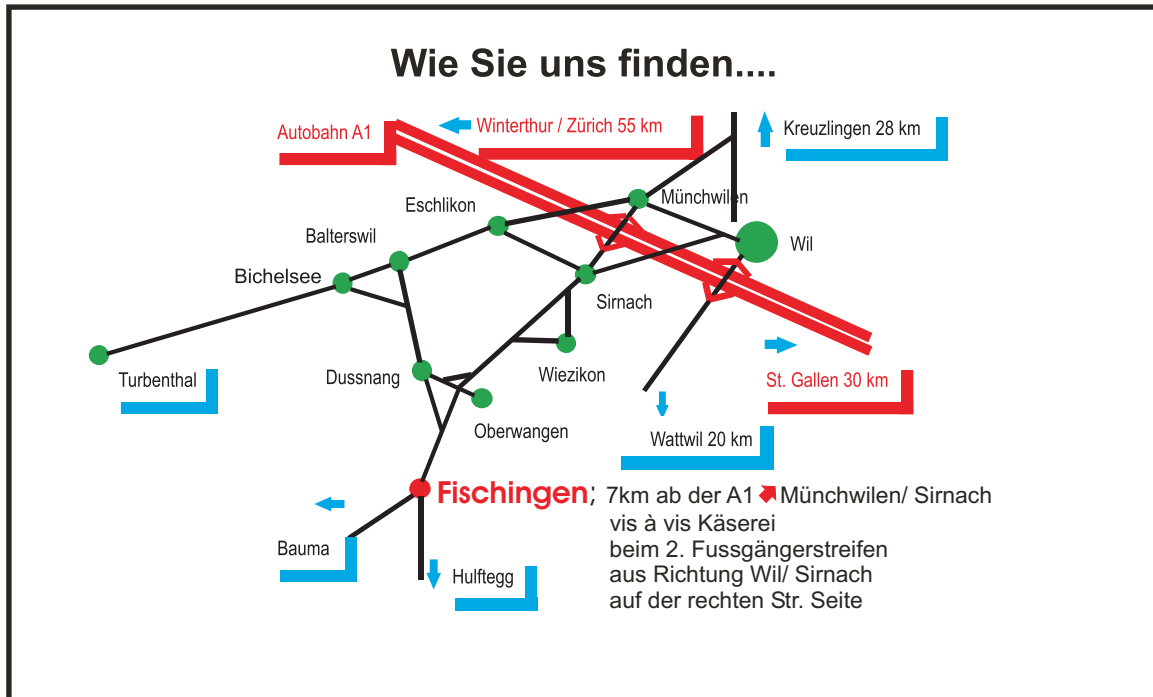 Wie Sie uns finden....
Autobahn A1
Winterthur / Zürich 55 km
Kreuzlingen 28 km
Münchwilen
Eschlikon
Balterswil
Wil
Bichelsee
Sirnach
Turbenthal
Dussnang
Wiezikon
St. Gallen 30 km
Oberwangen
Wattwil 20 km
Fischingen; 7km ab der A1 Münchwilen/ Sirnach
vis à vis Käserei
beim 2. Fussgängerstreifen
aus Richtung Wil/ Sirnach
auf der rechten Str. Seite
Bauma
Hulftegg